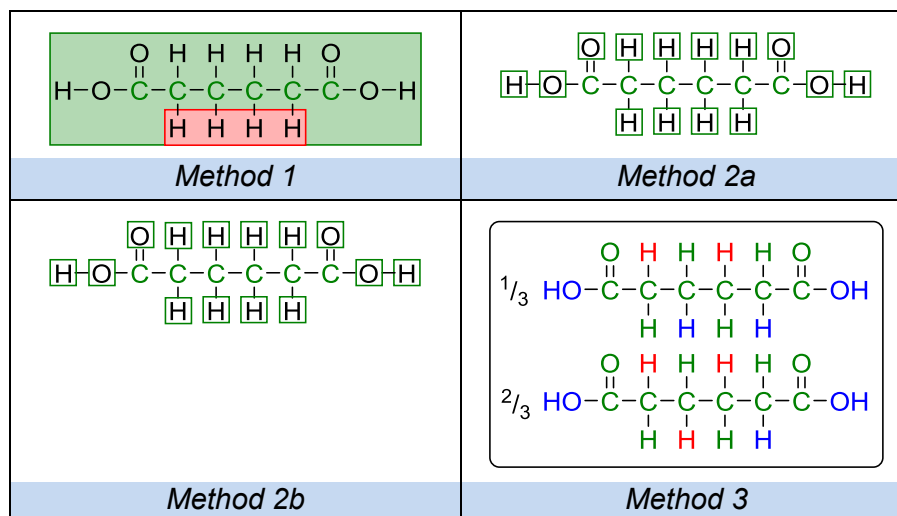 O H H H H O
H O C C C C C C O H
H H H H
Method 1
O H H H H O
H O C C C C C C O H
H H H H
Method 2a
O H H H H O
H O C C C C C C O H
H H H H
Method 2b
O H H H H O
1/3 HO C C C C C C OH
H H H H
O H H H H O
2/3 HO C C C C C C OH
H H H H
Method 3